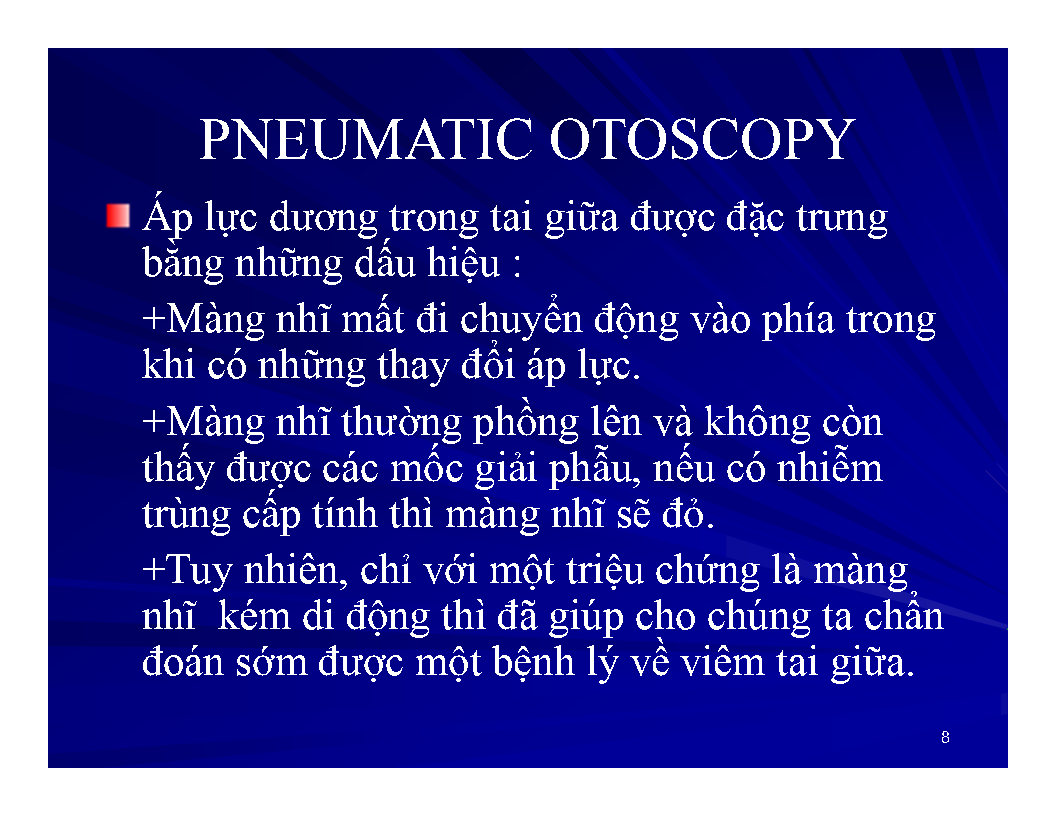 PNEUMATIC OTOSCOPY
Áp lực dương trong tai giữa được đặc trưng
bằng những dấu hiệu :
+Màng nhĩ mất đi chuyển động vào phía trong
khi có những thay đổi áp lực.
+Màng nhĩ thường phồng lên và không còn
thấy được các mốc giải phẫu, nếu có nhiễm
trùng cấp tính thì màng nhĩ sẽ đỏ.
+Tuy nhiên, chỉ với một triệu chứng là màng
nhĩ  kém di động thì đã giúp cho chúng ta chẩn
đoán sớm được một bệnh lý về viêm tai giữa.
8